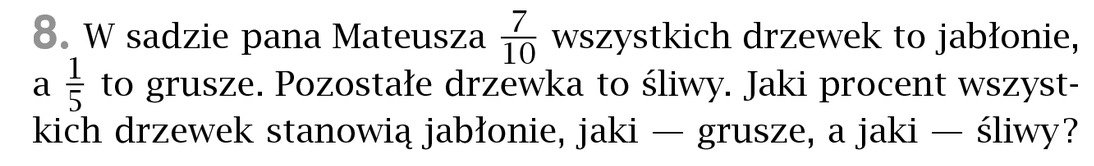 8. W sadzie pana Mateusza 7/10 wszystkich drzewek to jabłonie,
a 1/5 to grusze. Pozostałe drzewka to śliwy. Jaki procent wszyst-
kich drzewek stanowią jabłonie, jaki — grusze, a jaki — śliwy?